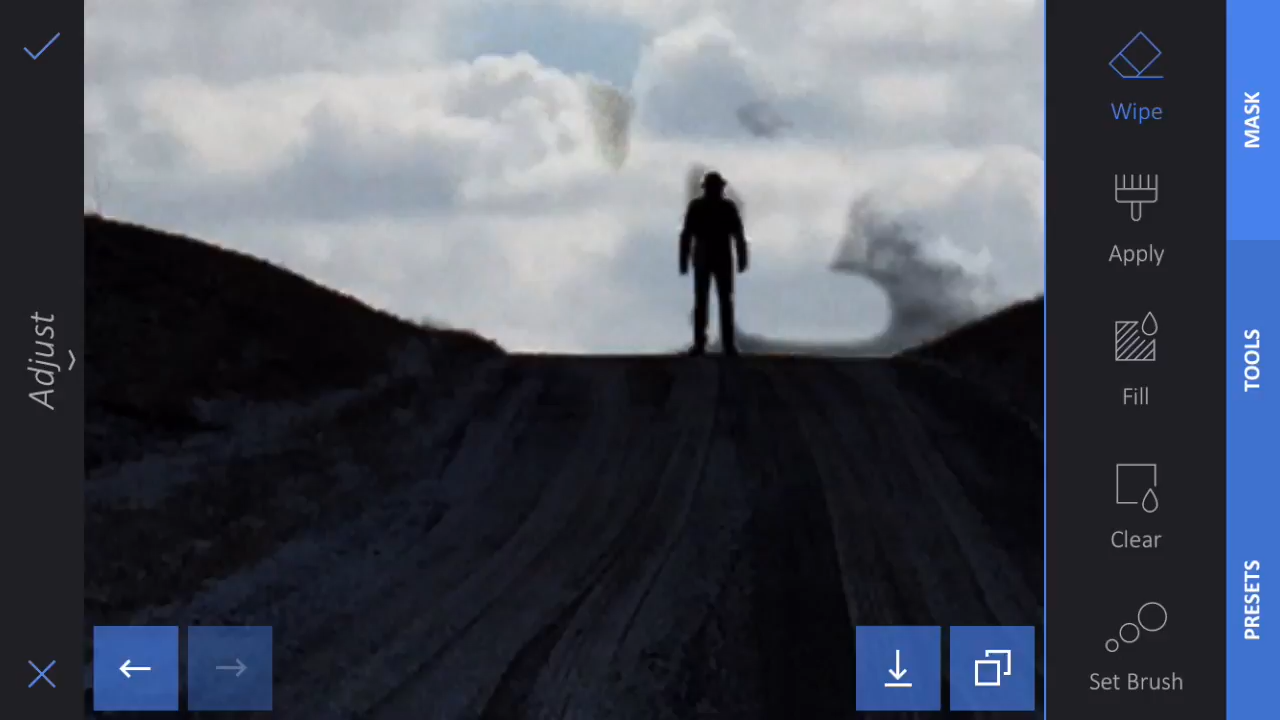 Adjust
Wipe
Apply
Fill
Clear
Set Brush
MASK
TOOLS
PRESETS